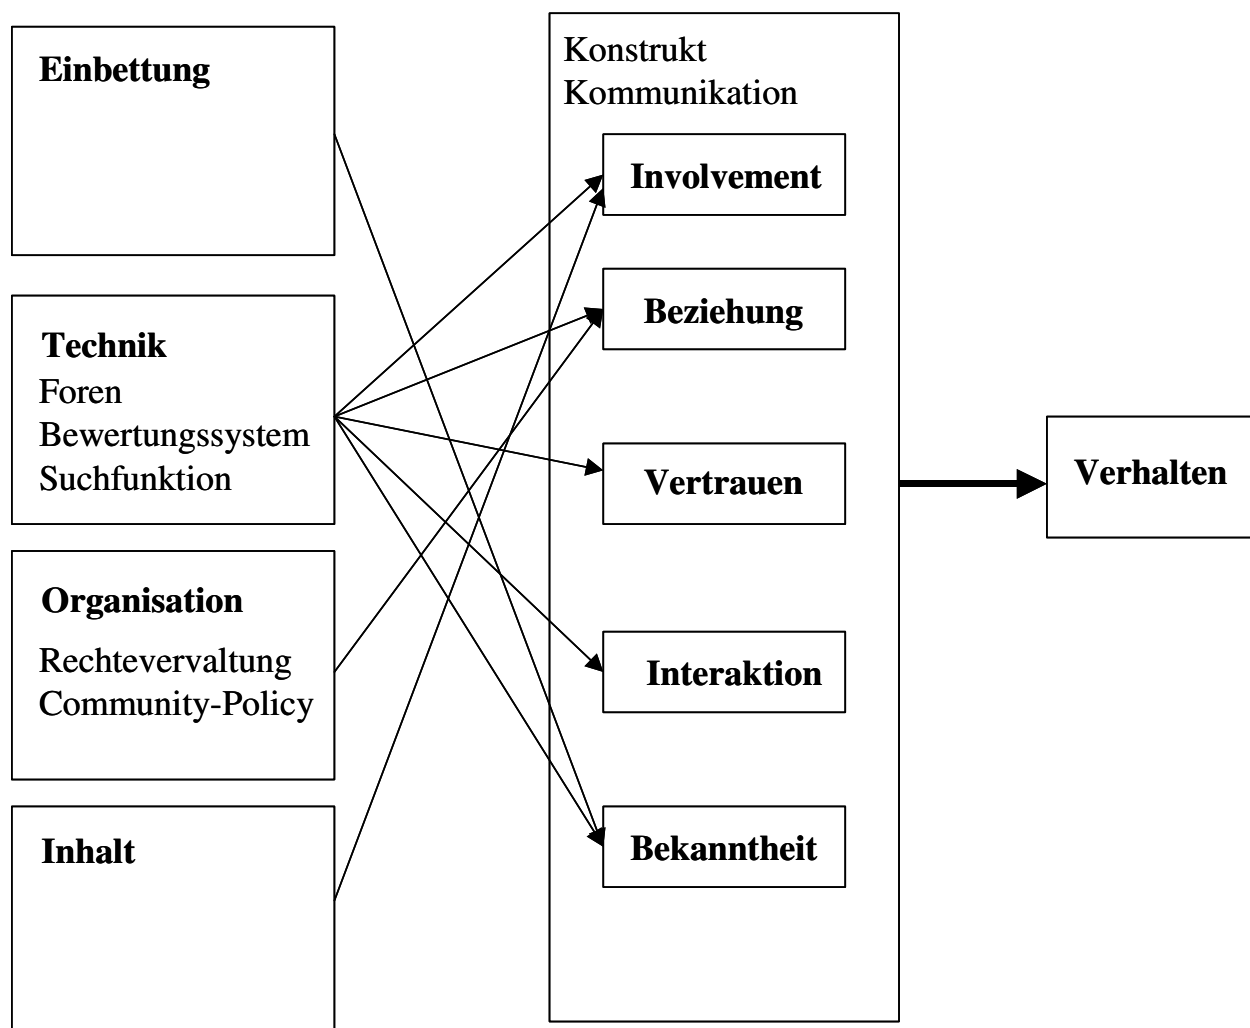 Einbettung
Technik
Foren
Bewertungssystem
Suchfunktion
Organisation
Rechtevervaltung
Community-Policy
Inhalt
Konstrukt
Kommunikation
Involvement
Beziehung
Vertrauen
Interaktion
Bekanntheit
Verhalten